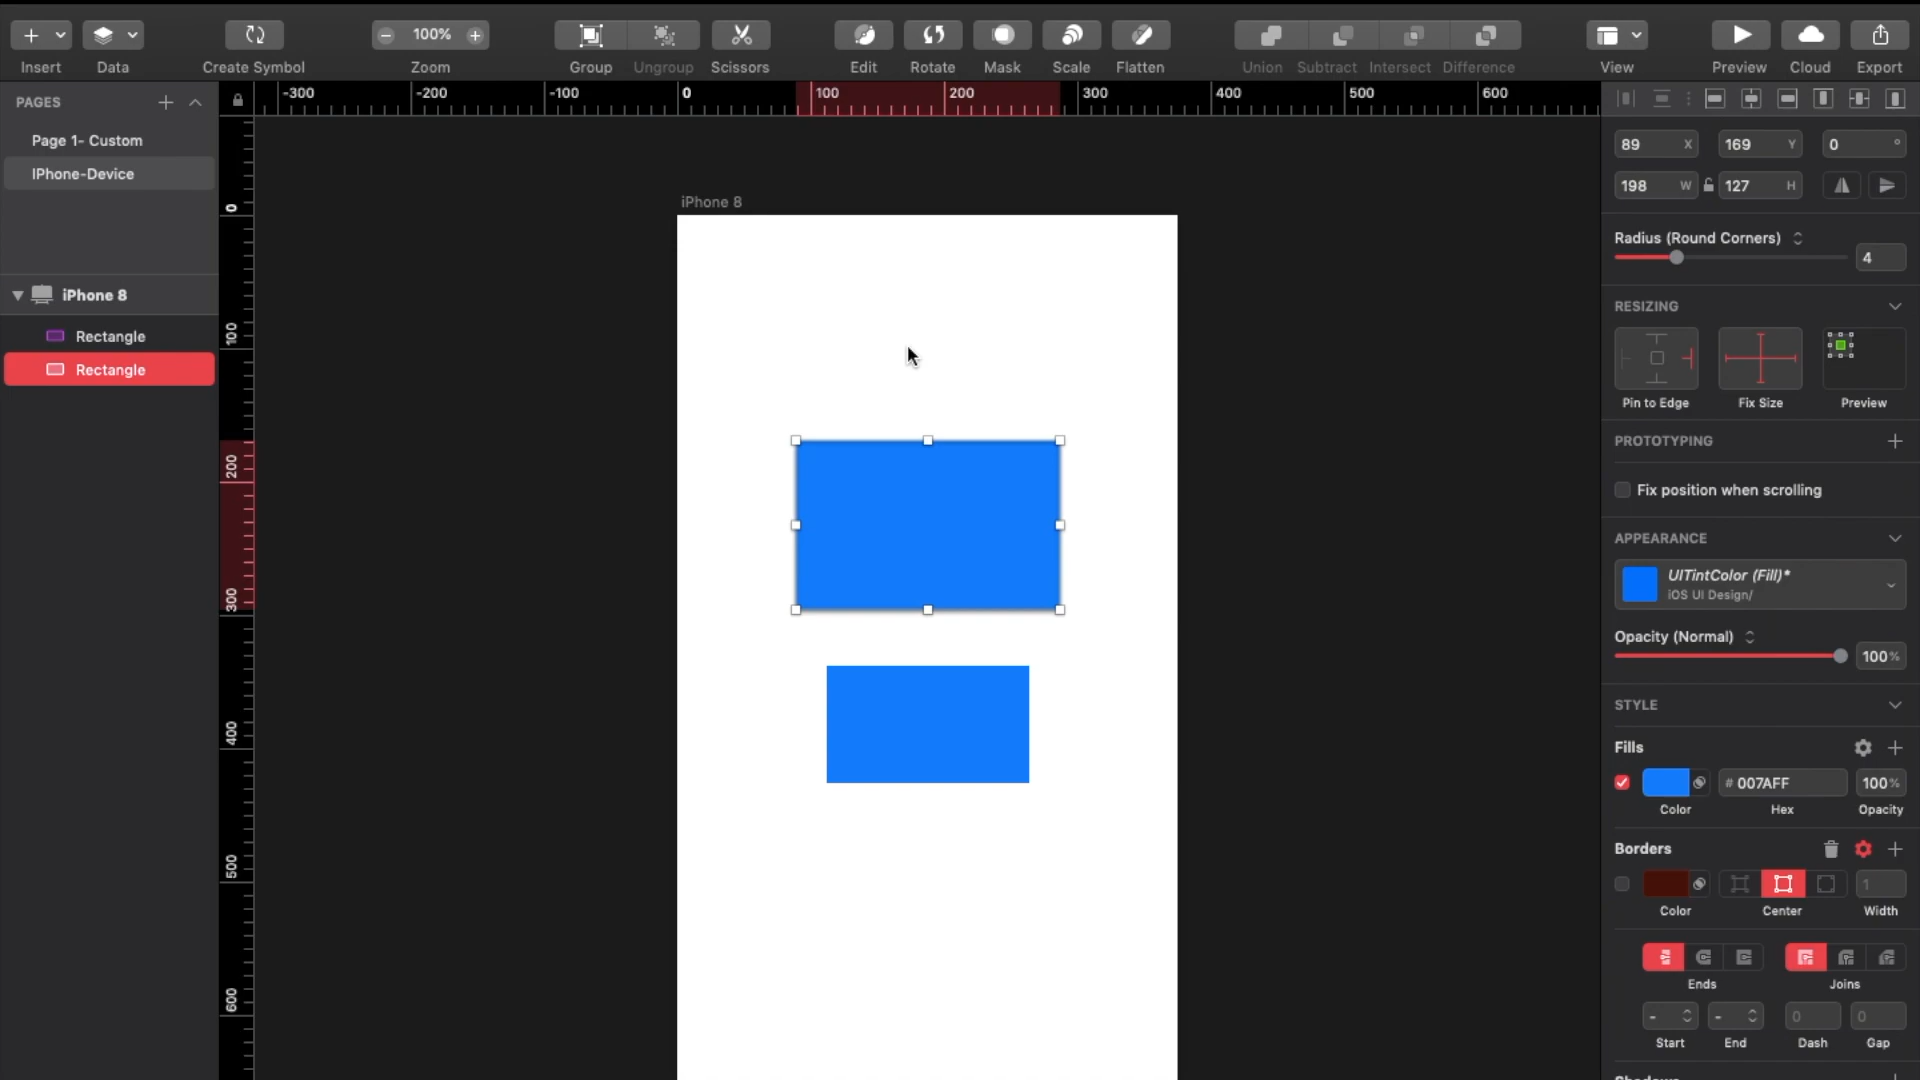 100%
Insert Data Create Symbol Zoom Group Ungroup Scissors Edit Rotate Mask Scale Flatten Union Subtract Intersect Difference View Preview Cloud Export
PAGES
-300 -200 -100 0 100 200 300 400 500 600
Page 1- Custom
IPhone-Device
iPhone 8
Rectangle
Rectangle
0
100
200
300
400
500
600
iPhone 8
89 X 169 Y 0 °
198 W 127 H
Radius (Round Corners)
4
RESIZING
Pin to Edge Fix Size Preview
PROTOTYPING
Fix position when scrolling
APPEARANCE
UITintColor (Fill)*
iOS UI Design/
Opacity (Normal)
100%
STYLE
Fills
# 007AFF 100%
Color Hex Opacity
Borders
1
Color Center Width
Ends Joins
- - 0 0
Start End Dash Gap
Shadows